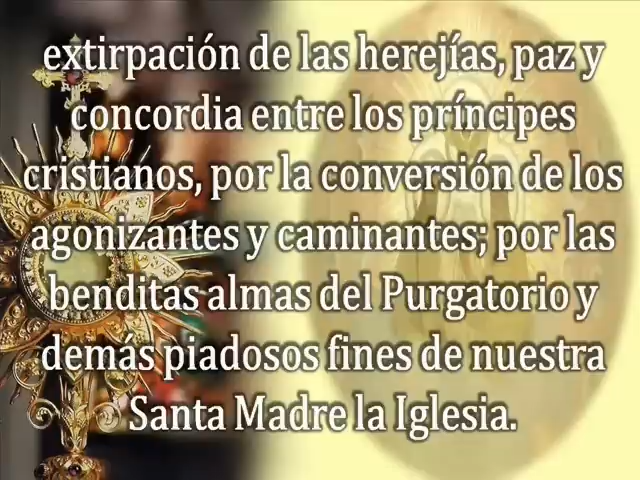 extirpación de las herejías, paz y
concordia entre los príncipes
cristianos, por la conversión de los
agonizantes y caminantes; por las
benditas almas del Purgatorio y
demás piadosos fines de nuestra
Santa Madre la Iglesia.